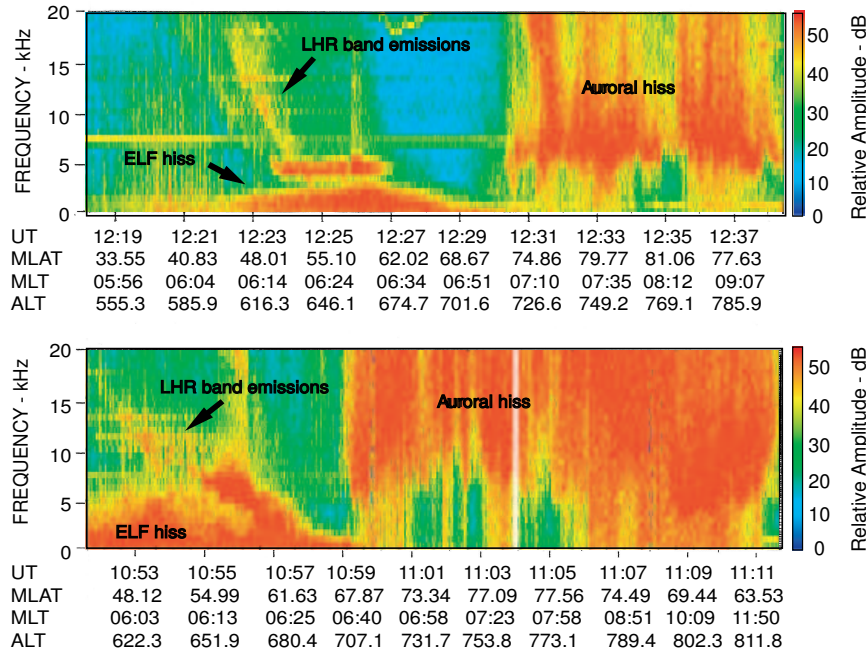 20
15
10
5
0
FREQUENCY - kHz
LHR band emissions
ELF hiss
Auroral hiss
50
40
30
20
10
0
Relative Amplitude - dB
UT 12:19 12:21 12:23 12:25 12:27 12:29 12:31 12:33 12:35 12:37
MLAT 33.55 40.83 48.01 55.10 62.02 68.67 74.86 79.77 81.06 77.63
MLT 05:56 06:04 06:14 06:24 06:34 06:51 07:10 07:35 08:12 09:07
ALT 555.3 585.9 616.3 646.1 674.7 701.6 726.6 749.2 769.1 785.9
20
15
10
5
0
FREQUENCY - kHz
LHR band emissions
ELF hiss
Auroral hiss
50
40
30
20
10
0
Relative Amplitude - dB
UT 10:53 10:55 10:57 10:59 11:01 11:03 11:05 11:07 11:09 11:11
MLAT 48.12 54.99 61.63 67.87 73.34 77.09 77.56 74.49 69.44 63.53
MLT 06:03 06:13 06:25 06:40 06:58 07:23 07:58 08:51 10:09 11:50
ALT 622.3 651.9 680.4 707.1 731.7 753.8 773.1 789.4 802.3 811.8